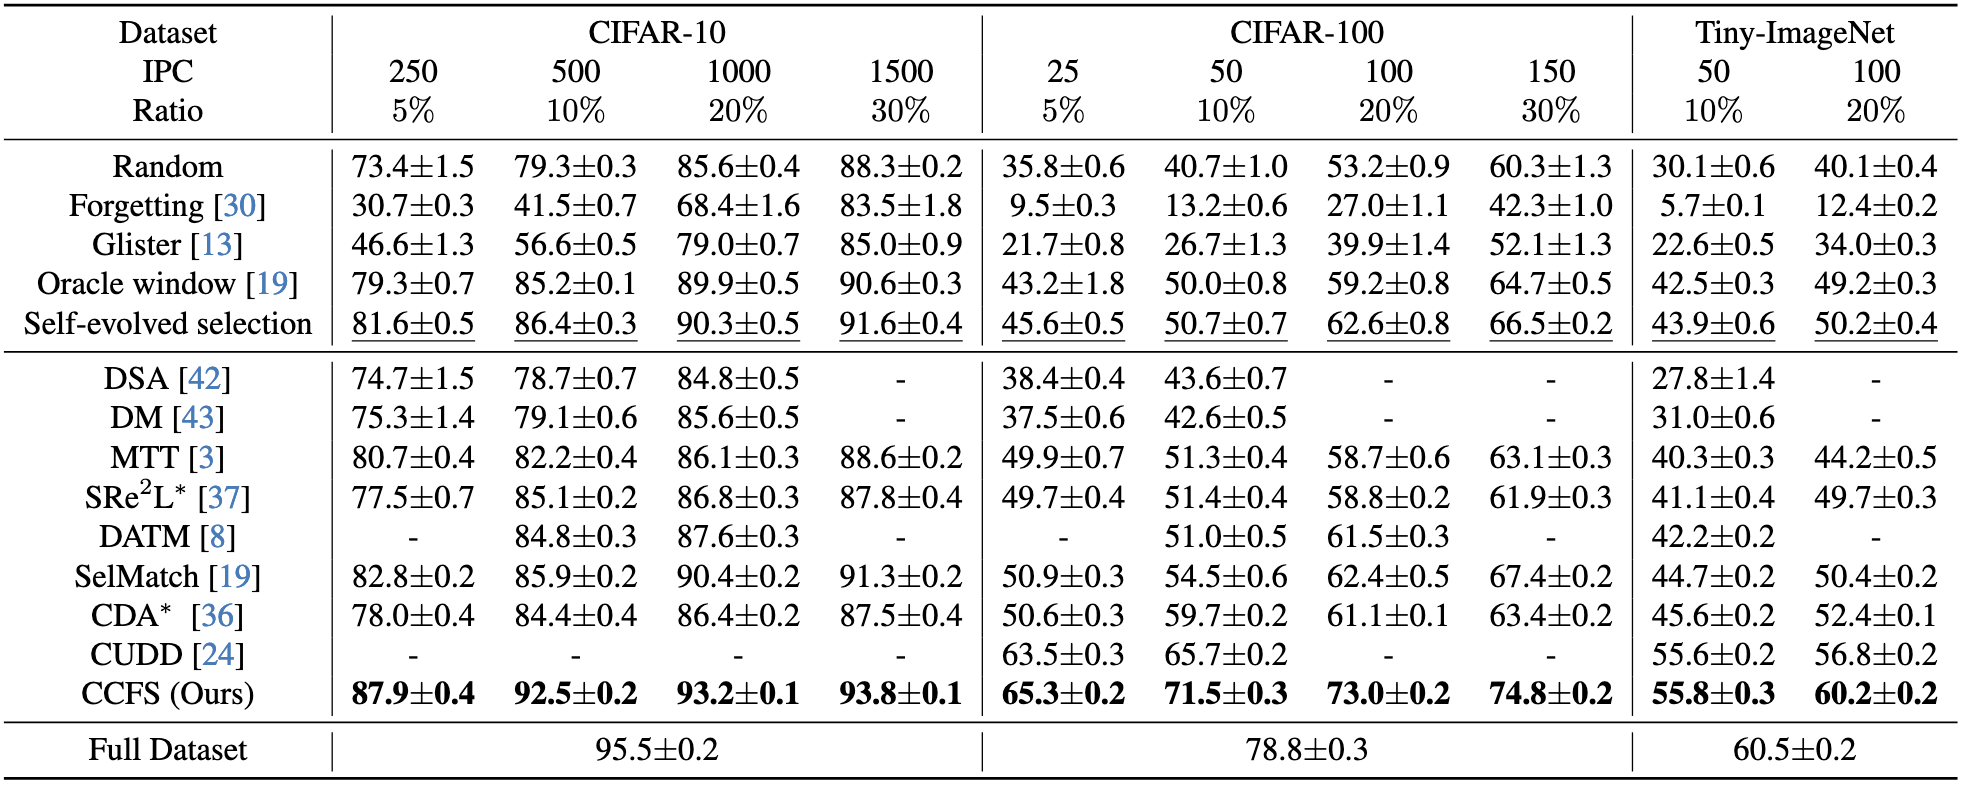 Dataset CIFAR-10 CIFAR-100 Tiny-ImageNet
IPC 250 500 1000 1500 25 50 100 150 50 100
Ratio 5% 10% 20% 30% 5% 10% 20% 30% 10% 20%
Random 73.4±1.5 79.3±0.3 85.6±0.4 88.3±0.2 35.8±0.6 40.7±1.0 53.2±0.9 60.3±1.3 30.1±0.6 40.1±0.4
Forgetting [30] 30.7±0.3 41.5±0.7 68.4±1.6 83.5±1.8 9.5±0.3 13.2±0.6 27.0±1.1 42.3±1.0 5.7±0.1 12.4±0.2
Glister [13] 46.6±1.3 56.6±0.5 79.0±0.7 85.0±0.9 21.7±0.8 26.7±1.3 39.9±1.4 52.1±1.3 22.6±0.5 34.0±0.3
Oracle window [19] 79.3±0.7 85.2±0.1 89.9±0.5 90.6±0.3 43.2±1.8 50.0±0.8 59.2±0.8 64.7±0.5 42.5±0.3 49.2±0.3
Self-evolved selection 81.6±0.5 86.4±0.3 90.3±0.5 91.6±0.4 45.6±0.5 50.7±0.7 62.6±0.8 66.5±0.2 43.9±0.6 50.2±0.4
DSA [42] 74.7±1.5 78.7±0.7 84.8±0.5 - 38.4±0.4 43.6±0.7 - - 27.8±1.4 -
DM [43] 75.3±1.4 79.1±0.6 85.6±0.5 - 37.5±0.6 42.6±0.5 - - 31.0±0.6 -
MTT [3] 80.7±0.4 82.2±0.4 86.1±0.3 88.6±0.2 49.9±0.7 51.3±0.4 58.7±0.6 63.1±0.3 40.3±0.3 44.2±0.5
SRe²L* [37] 77.5±0.7 85.1±0.2 86.8±0.3 87.8±0.4 49.7±0.4 51.4±0.4 58.8±0.2 61.9±0.3 41.1±0.4 49.7±0.3
DATM [8] - 84.8±0.3 87.6±0.3 - - 51.0±0.5 61.5±0.3 - 42.2±0.2 -
SelMatch [19] 82.8±0.2 85.9±0.2 90.4±0.2 91.3±0.2 50.9±0.3 54.5±0.6 62.4±0.5 67.4±0.2 44.7±0.2 50.4±0.2
CDA* [36] 78.0±0.4 84.4±0.4 86.4±0.2 87.5±0.4 50.6±0.3 59.7±0.2 61.1±0.1 63.4±0.2 45.6±0.2 52.4±0.1
CUDD [24] - - - - 63.5±0.3 65.7±0.2 - - 55.6±0.2 56.8±0.2
CCFS (Ours) 87.9±0.4 92.5±0.2 93.2±0.1 93.8±0.1 65.3±0.2 71.5±0.3 73.0±0.2 74.8±0.2 55.8±0.3 60.2±0.2
Full Dataset 95.5±0.2 78.8±0.3 60.5±0.2